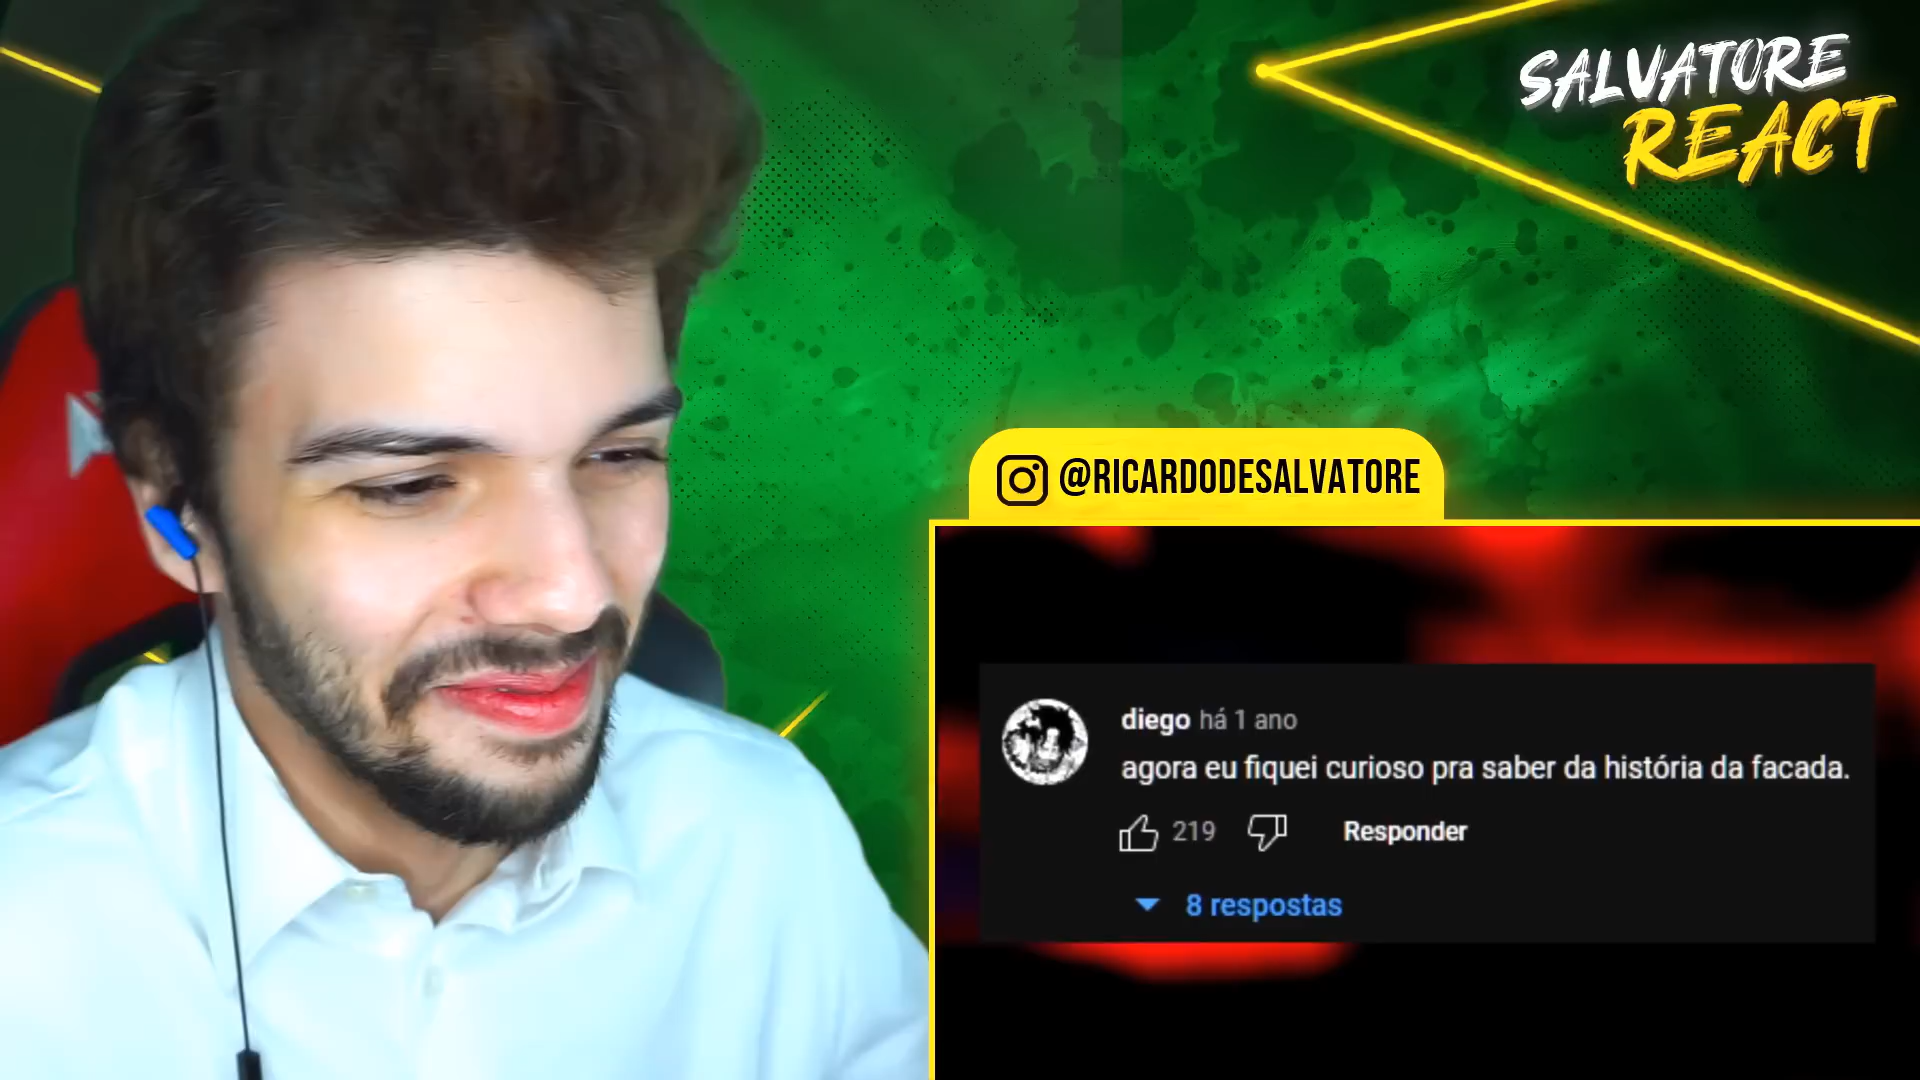 SALVATORE
REACT
@RICARDODESALVATORE
diego há 1 ano
agora eu fiquei curioso pra saber da história da facada.
219 Responder
8 respostas